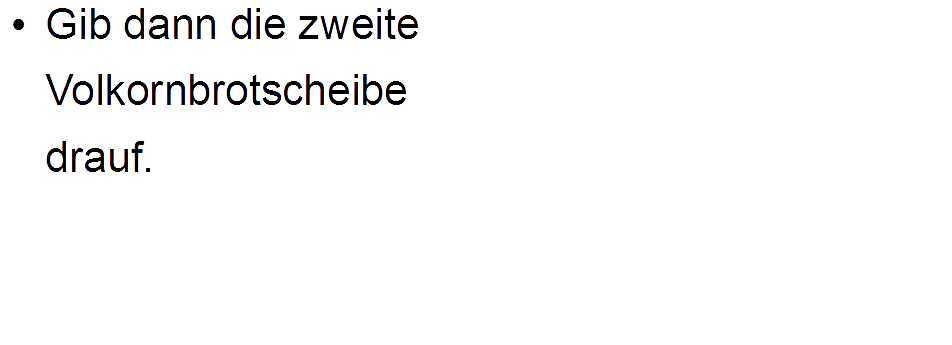 • Gib dann die zweite
Volkornbrotscheibe
drauf.